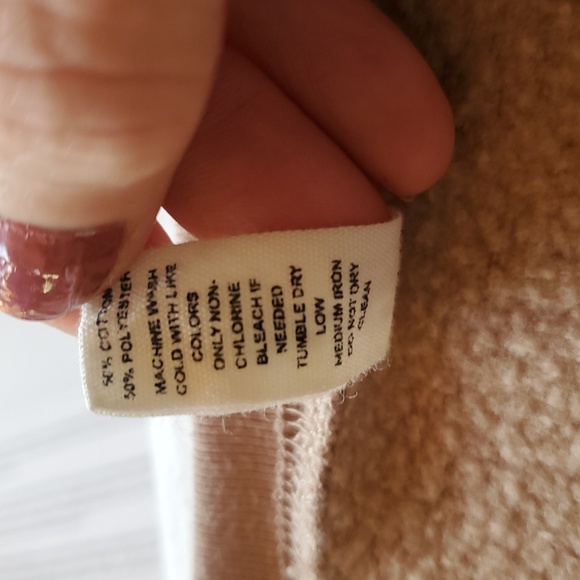 50% COTTON
50% POLYESTER
MACHINE WASH
COLD WITH LIKE
COLORS
ONLY NON-
CHLORINE
BLEACH IF
NEEDED
TUMBLE DRY
LOW
MEDIUM IRON
DO NOT DRY
CLEAN